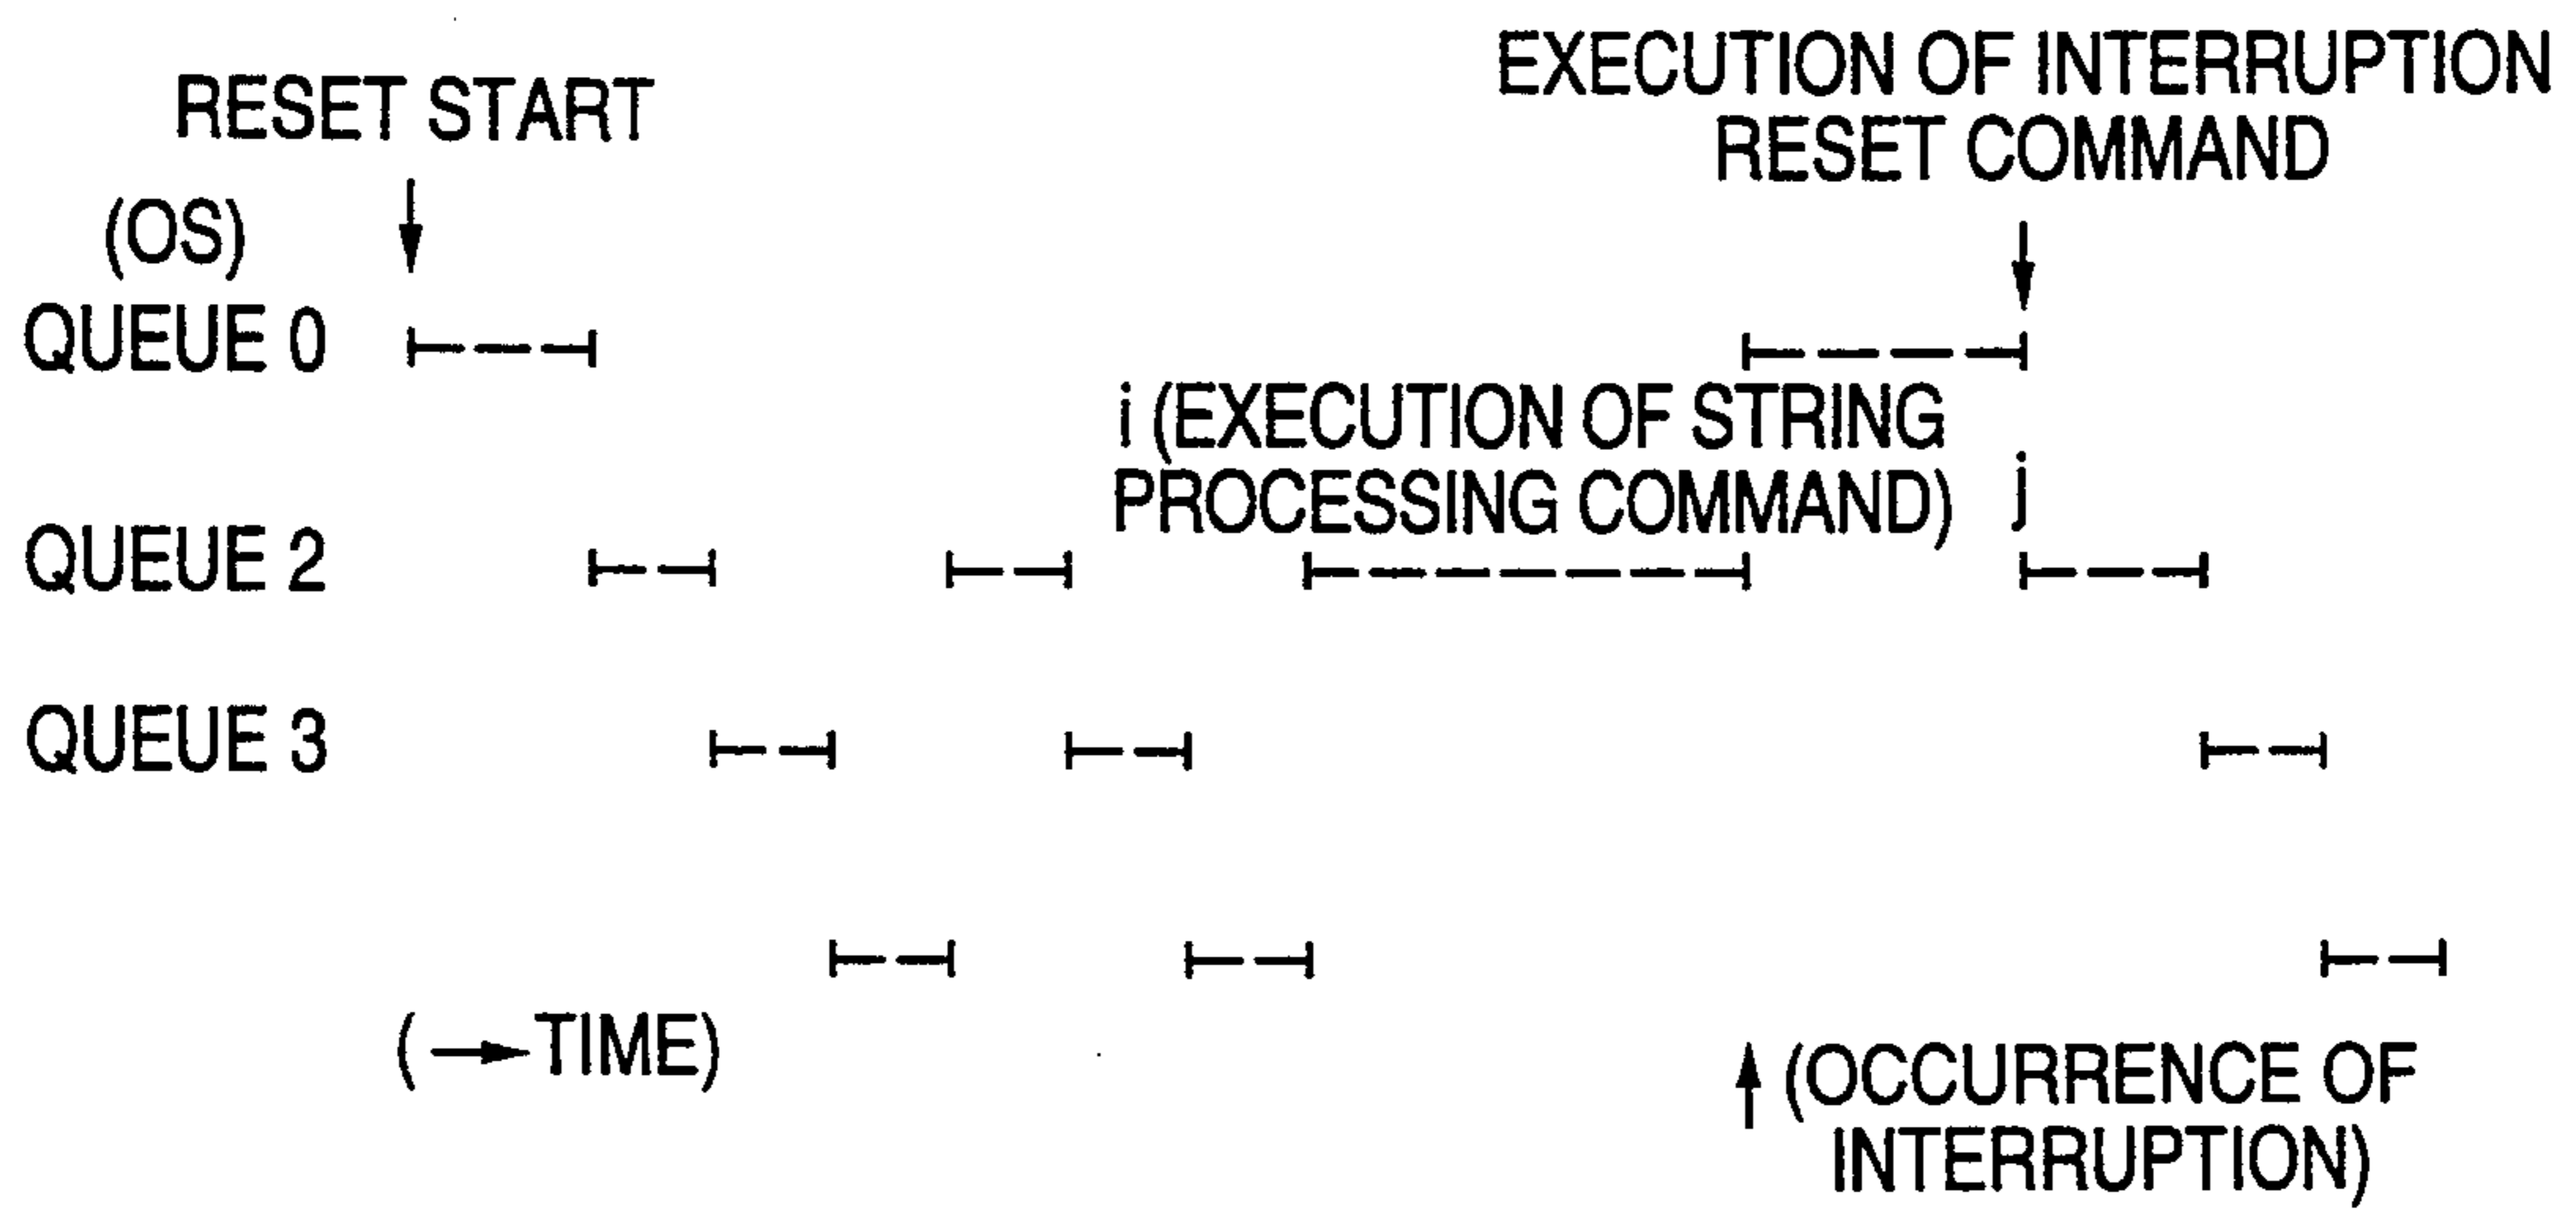 RESET START
EXECUTION OF INTERRUPTION
RESET COMMAND
(OS)
QUEUE 0
i (EXECUTION OF STRING
PROCESSING COMMAND)
j
QUEUE 2
QUEUE 3
(→TIME)
↑ (OCCURRENCE OF
INTERRUPTION)